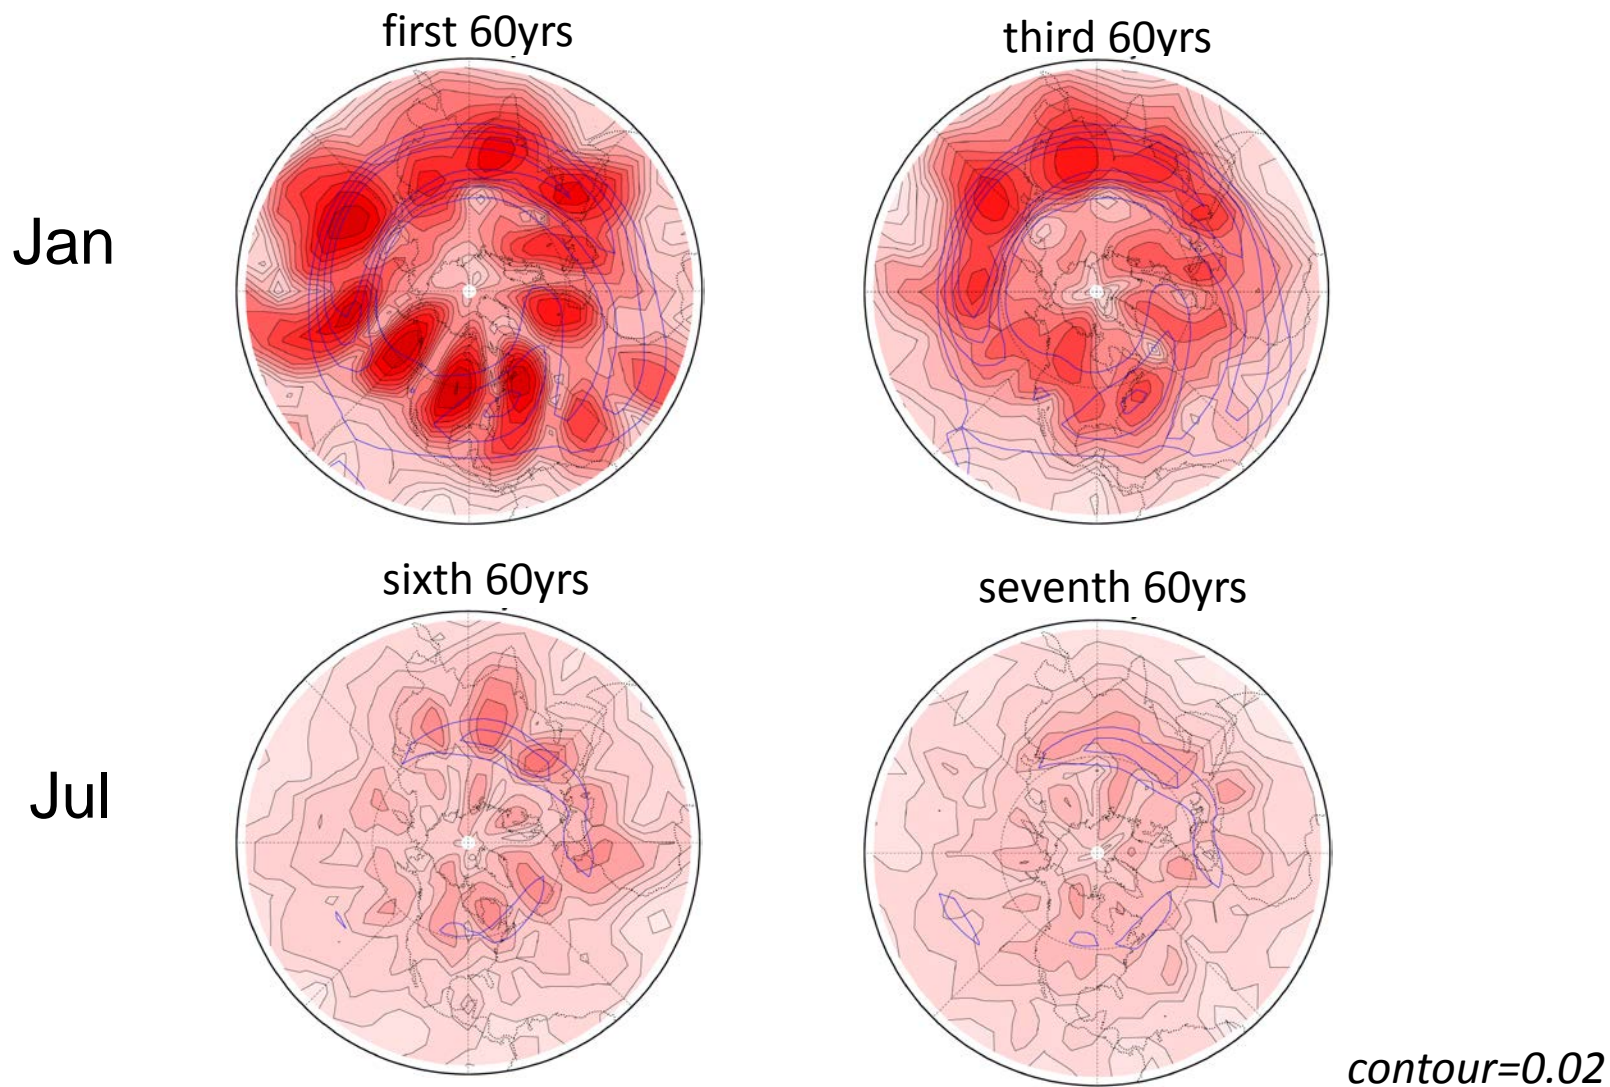 first 60yrs
third 60yrs
Jan
sixth 60yrs
seventh 60yrs
Jul
contour=0.02